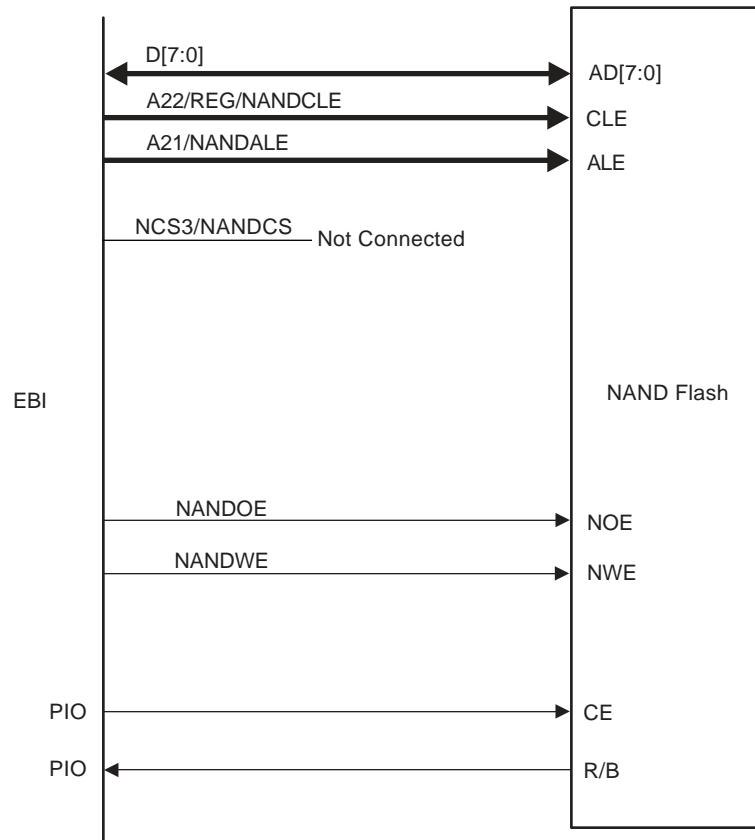 D[7:0]
AD[7:0]
A22/REG/NANDCLE
CLE
A21/NANDALE
ALE
NCS3/NANDCS
Not Connected
EBI
NAND Flash
NANDOE
NOE
NANDWE
NWE
PIO
CE
PIO
R/B